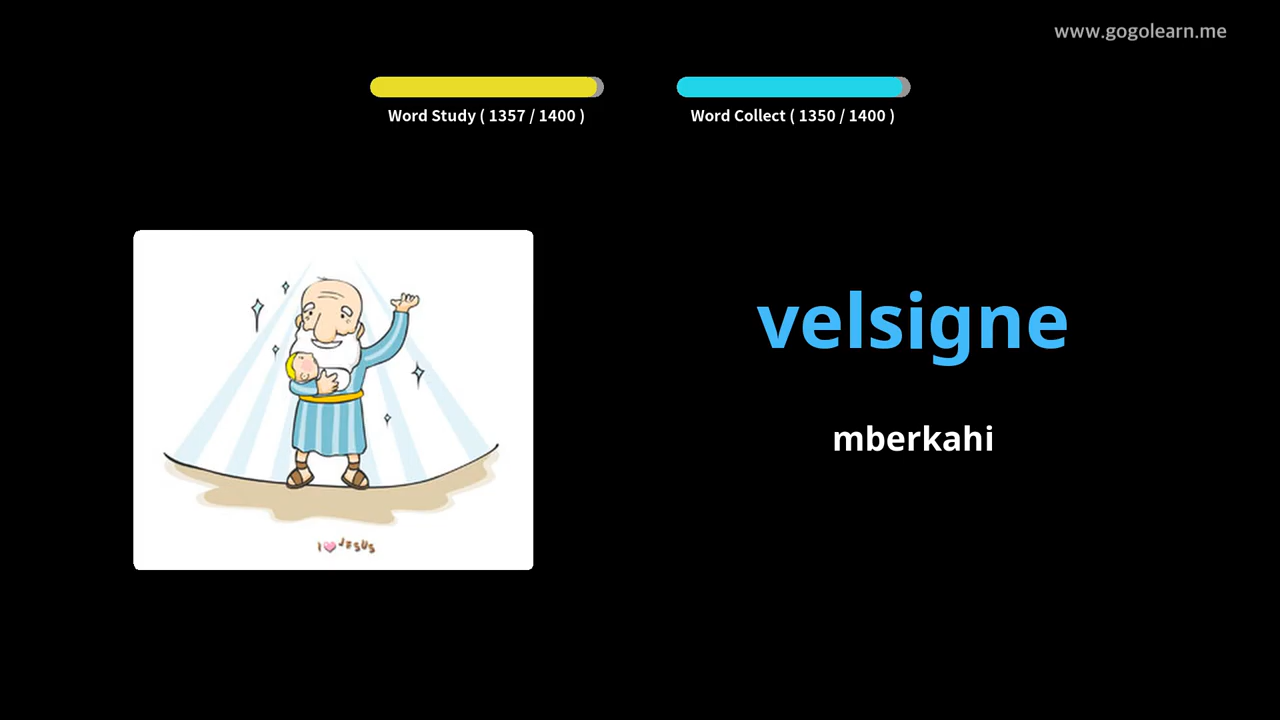 www.gogolearn.me
Word Study ( 1357 / 1400 )
Word Collect ( 1350 / 1400 )
velsigne
mberkahi
I JESUS